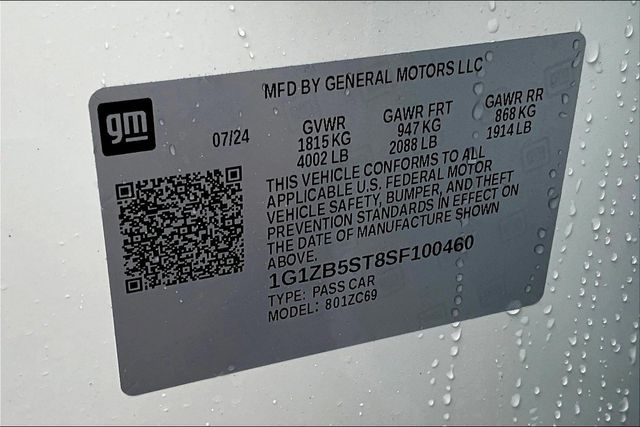 MFD BY GENERAL MOTORS LLC
gm
07/24
GVWR
1815 KG
4002 LB
GAWR FRT
947 KG
2088 LB
GAWR RR
868 KG
1914 LB
THIS VEHICLE CONFORMS TO ALL
APPLICABLE U.S. FEDERAL MOTOR
VEHICLE SAFETY, BUMPER, AND THEFT
PREVENTION STANDARDS IN EFFECT ON
THE DATE OF MANUFACTURE SHOWN
ABOVE.
1G1ZB5ST8SF100460
TYPE: PASS CAR
MODEL: 801ZC69